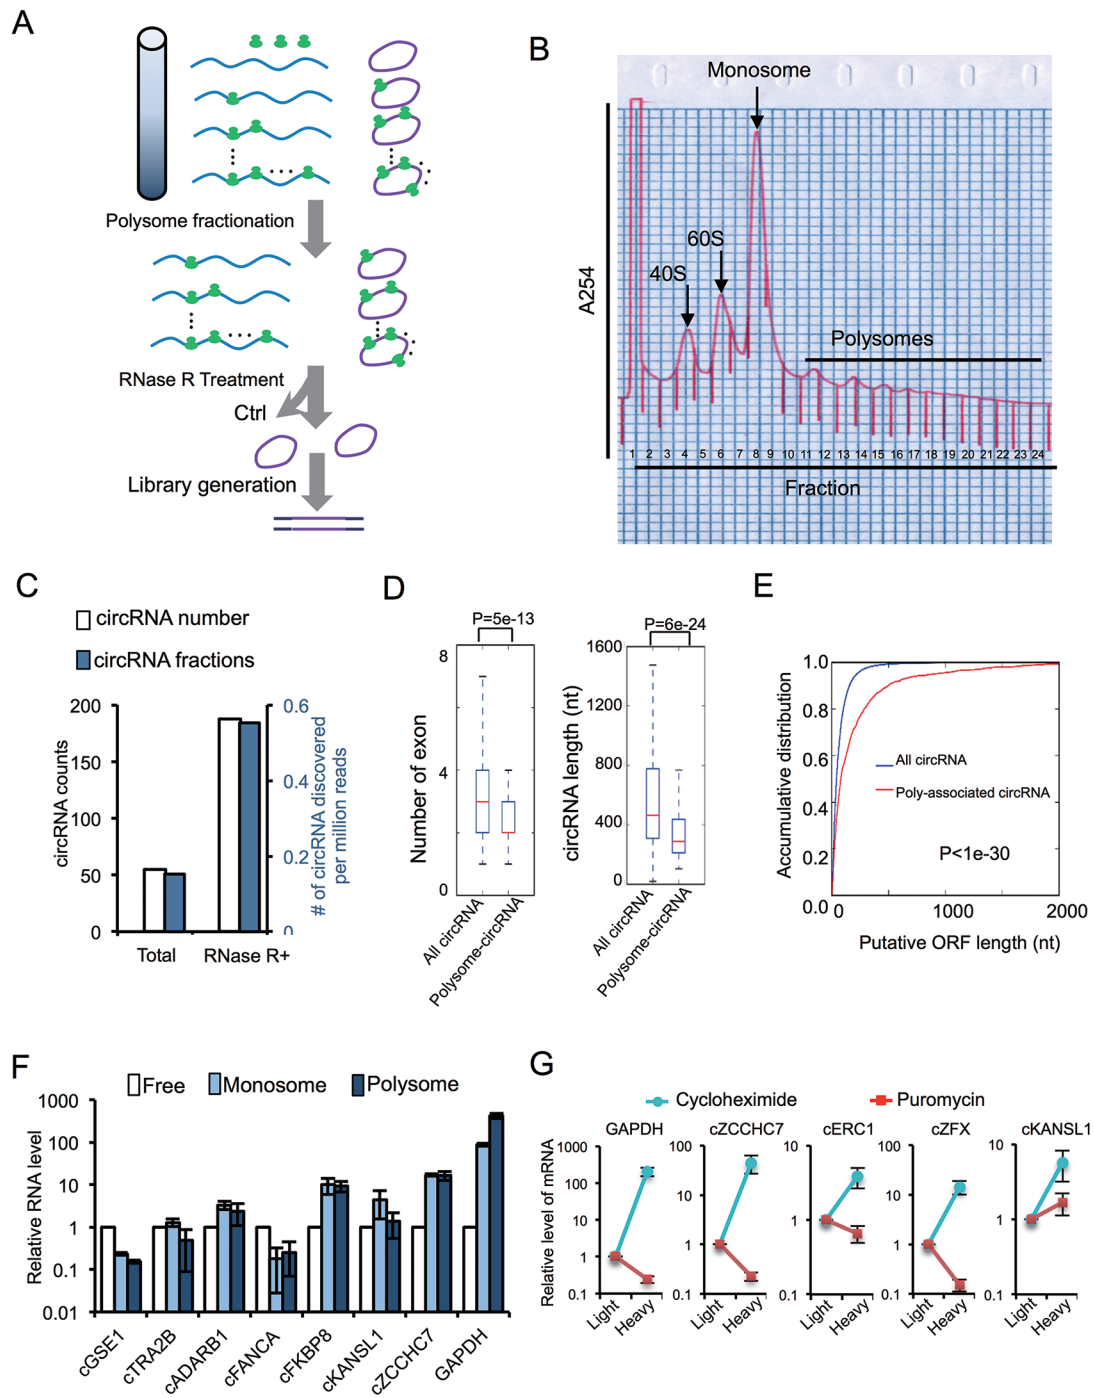 A
Polysome fractionation
RNase R Treatment
Ctrl
Library generation
B
Monosome
60S
40S
A254
Polysomes
1 2 3 4 5 6 7 8 9 10 11 12 13 14 15 16 17 18 19 20 21 22 23 24
Fraction
C
circRNA number
circRNA fractions
200
150
100
50
0
circRNA counts
0.6
0.4
0.2
0
# of circRNA discovered
per million reads
Total
RNase R+
D
P=5e-13
8
4
0
Number of exon
All circRNA
Polysome-circRNA
P=6e-24
1600
1200
800
400
0
circRNA length (nt)
All circRNA
Polysome-circRNA
E
1.0
0.8
0.6
0.4
0.2
0.0
Accumulative distribution
All circRNA
Poly-associated circRNA
P<1e-30
0 1000 2000
Putative ORF length (nt)
F
Free Monosome Polysome
1000
100
10
1
0.1
0.01
Relative RNA level
cGSE1
cTRA2B
cADARB1
cFANCA
cFKBP8
cKANSL1
cZCCHC7
GAPDH
G
Cycloheximide Puromycin
Relative level of mRNA
GAPDH
1000
100
10
1
0.1
Light Heavy
cZCCHC7
100
10
1
0.1
Light Heavy
cERC1
10
1
0.1
Light Heavy
cZFX
100
10
1
0.1
Light Heavy
cKANSL1
10
1
0.1
Light Heavy